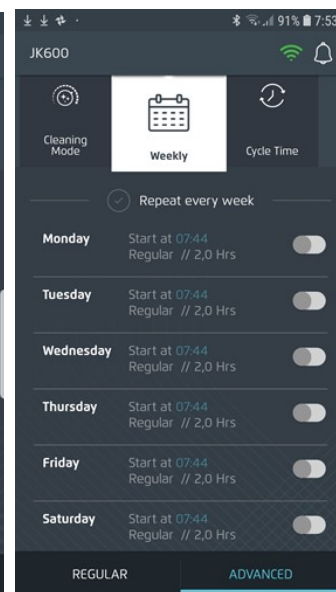 91% 7:53
JK600
Cleaning
Mode
Weekly
Cycle Time
Repeat every week
Monday
Start at 07:44
Regular // 2,0 Hrs
Tuesday
Start at 07:44
Regular // 2,0 Hrs
Wednesday
Start at 07:44
Regular // 2,0 Hrs
Thursday
Start at 07:44
Regular // 2,0 Hrs
Friday
Start at 07:44
Regular // 2,0 Hrs
Saturday
Start at 07:44
Regular // 2,0 Hrs
REGULAR
ADVANCED